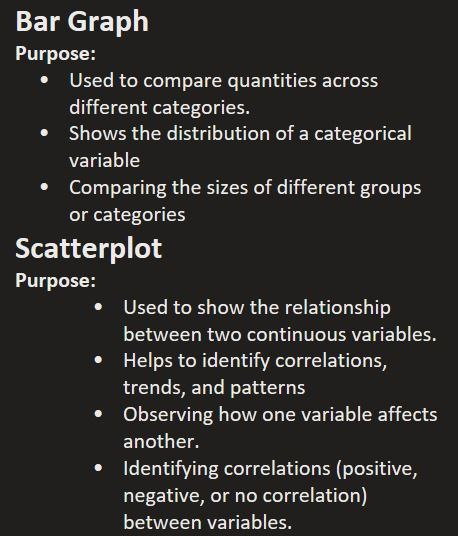 Bar Graph
Purpose:
• Used to compare quantities across
different categories.
• Shows the distribution of a categorical
variable
• Comparing the sizes of different groups
or categories
Scatterplot
Purpose:
• Used to show the relationship
between two continuous variables.
• Helps to identify correlations,
trends, and patterns
• Observing how one variable affects
another.
• Identifying correlations (positive,
negative, or no correlation)
between variables.